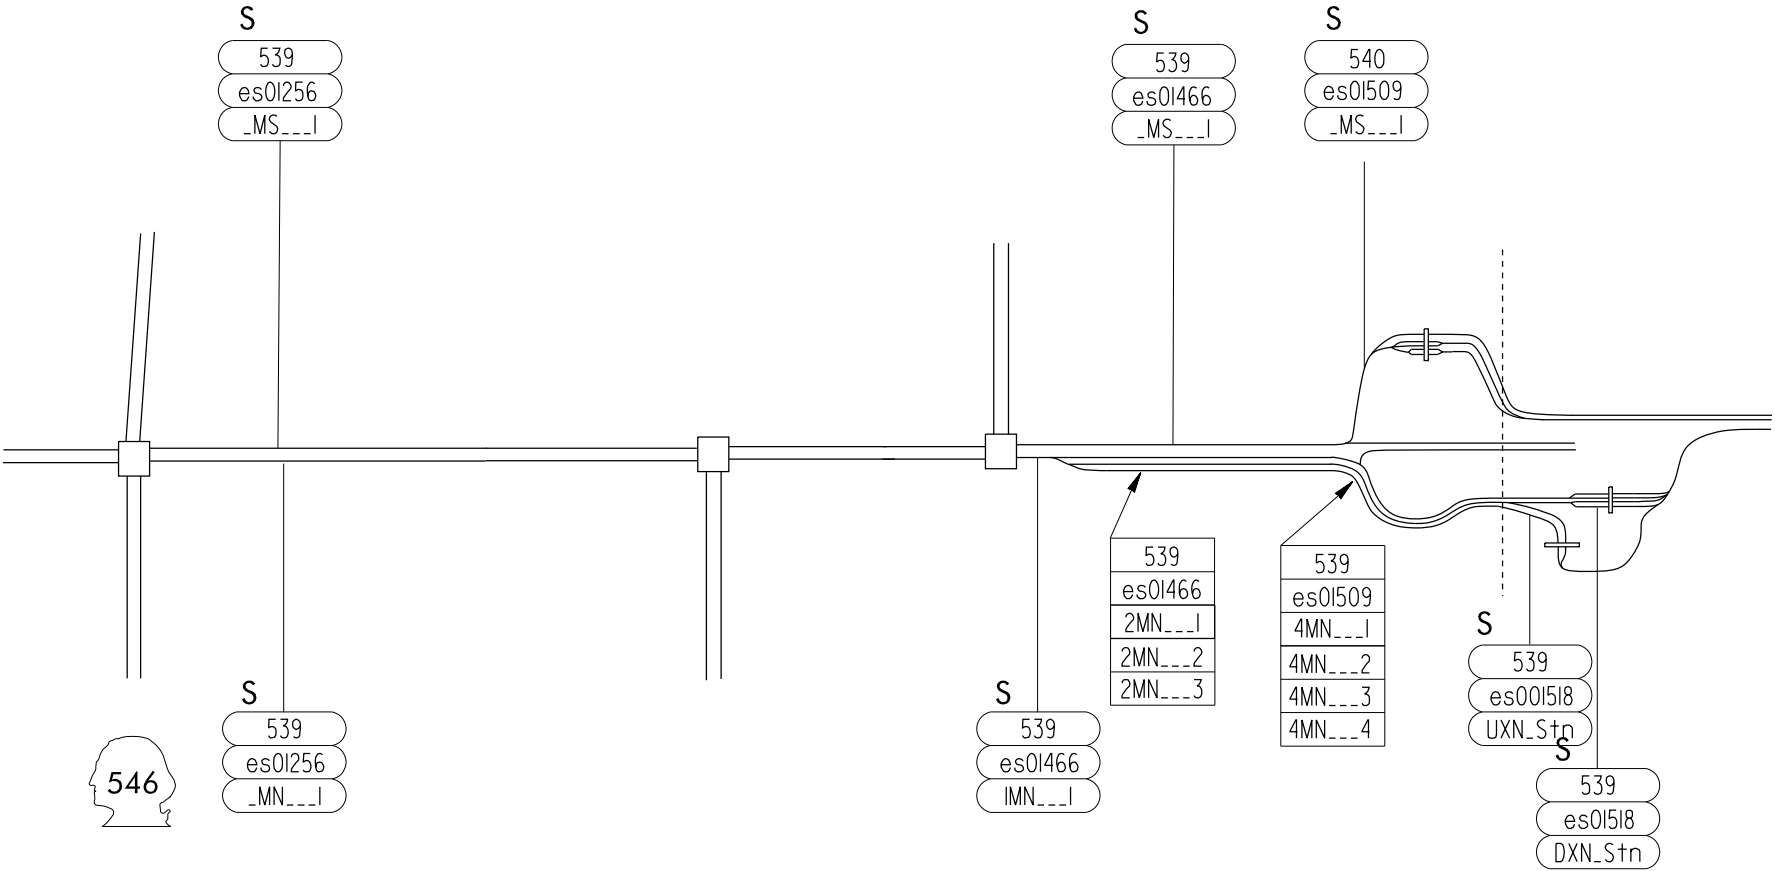 S
539
es01256
_MS___1
S
539
es01466
_MS___1
S
540
es01509
_MS___1
539
es01466
2MN___1
2MN___2
2MN___3
539
es01509
4MN___1
4MN___2
4MN___3
4MN___4
S
539
es001518
UXN_Stn
S
539
es01256
_MN___1
S
539
es01466
1MN___1
S
539
es01518
DXN_Stn
546